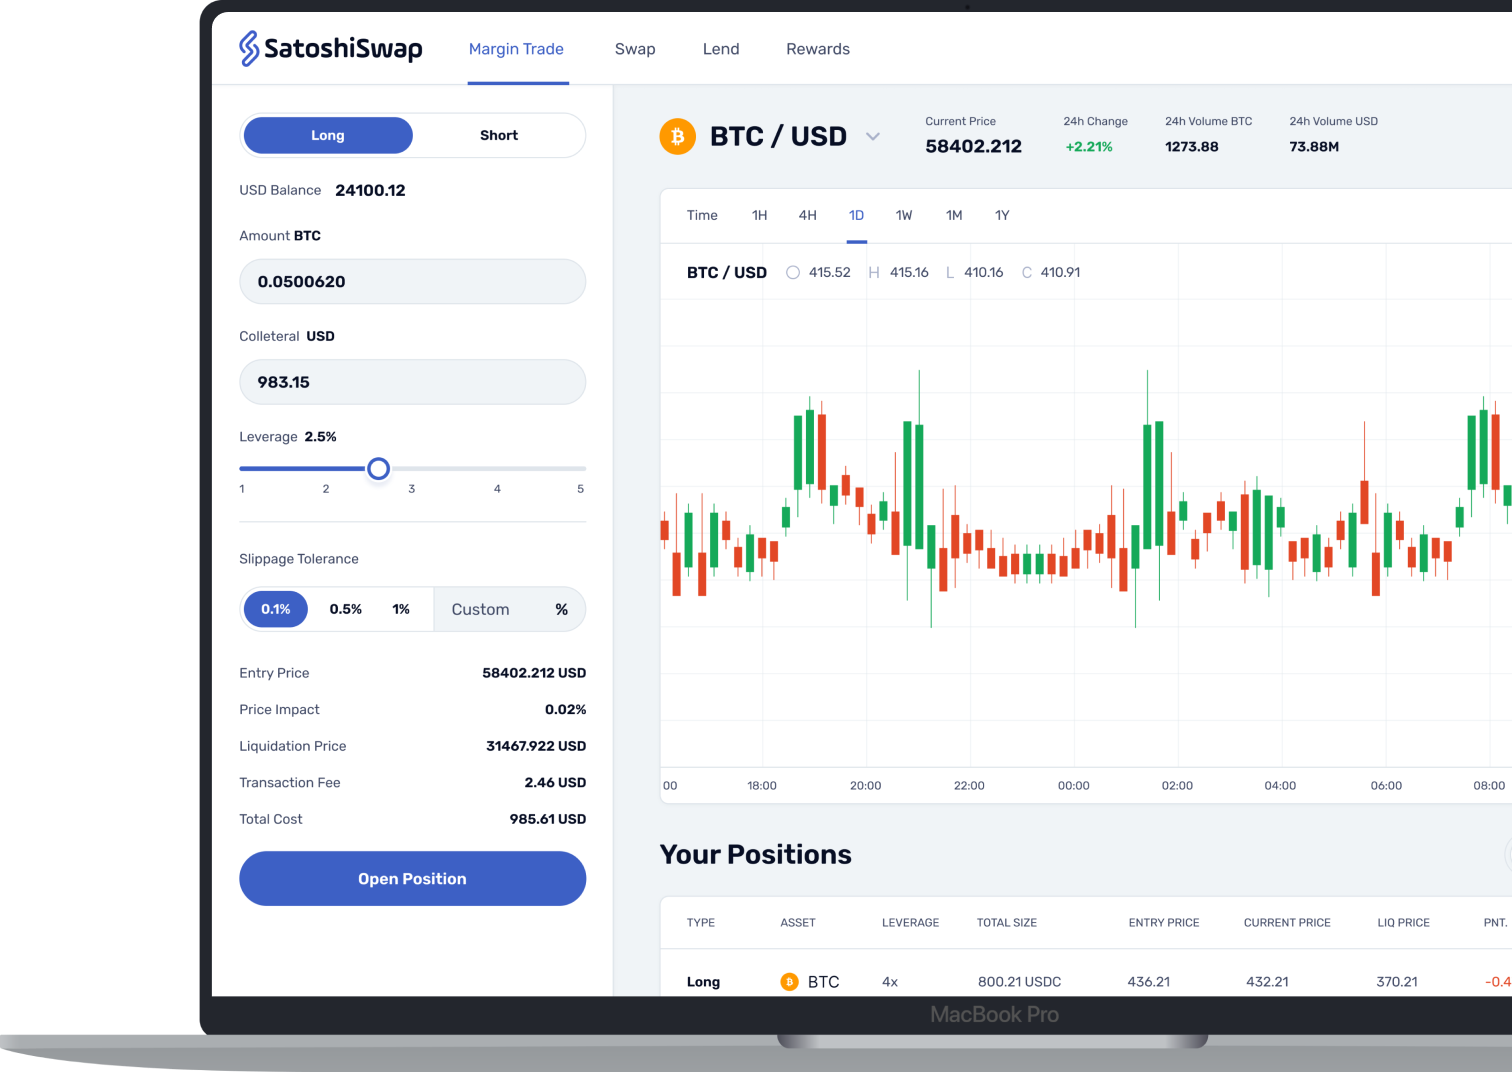 SatoshiSwap Margin Trade Swap Lend Rewards
Long Short
USD Balance 24100.12
Amount BTC
0.0500620
Colleteral USD
983.15
Leverage 2.5%
1 2 3 4 5
Slippage Tolerance
0.1% 0.5% 1% Custom %
Entry Price 58402.212 USD
Price Impact 0.02%
Liquidation Price 31467.922 USD
Transaction Fee 2.46 USD
Total Cost 985.61 USD
Open Position
BTC / USD
Current Price 24h Change 24h Volume BTC 24h Volume USD
58402.212 +2.21% 1273.88 73.88M
Time 1H 4H 1D 1W 1M 1Y
BTC / USD O 415.52 H 415.16 L 410.16 C 410.91
00 18:00 20:00 22:00 00:00 02:00 04:00 06:00 08:00
Your Positions
TYPE ASSET LEVERAGE TOTAL SIZE ENTRY PRICE CURRENT PRICE LIQ PRICE PNT.
Long BTC 4x 800.21 USDC 436.21 432.21 370.21 -0.4
MacBook Pro